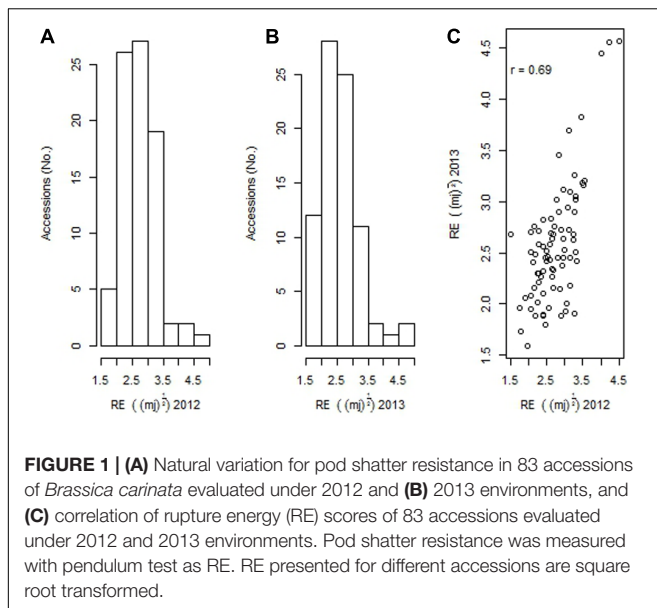 A
B
C
25
20
15
10
5
0
Accessions (No.)
1.5 2.5 3.5 4.5
RE ( (mj)^½) 2012
25
20
15
10
5
0
Accessions (No.)
1.5 2.5 3.5 4.5
RE ( (mj)^½) 2013
r = 0.69
4.5
4.0
3.5
3.0
2.5
2.0
1.5
RE ( (mj)^½) 2013
1.5 2.5 3.5 4.5
RE ( (mj)^½) 2012
FIGURE 1 | (A) Natural variation for pod shatter resistance in 83 accessions
of Brassica carinata evaluated under 2012 and (B) 2013 environments, and
(C) correlation of rupture energy (RE) scores of 83 accessions evaluated
under 2012 and 2013 environments. Pod shatter resistance was measured
with pendulum test as RE. RE presented for different accessions are square
root transformed.